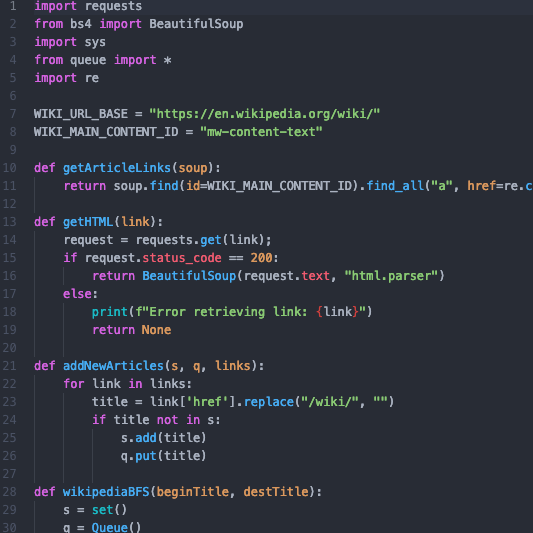 1 import requests
2 from bs4 import BeautifulSoup
3 import sys
4 from queue import *
5 import re
6
7 WIKI_URL_BASE = "https://en.wikipedia.org/wiki/"
8 WIKI_MAIN_CONTENT_ID = "mw-content-text"
9
10 def getArticleLinks(soup):
11     return soup.find(id=WIKI_MAIN_CONTENT_ID).find_all("a", href=re.c
12
13 def getHTML(link):
14     request = requests.get(link);
15     if request.status_code == 200:
16         return BeautifulSoup(request.text, "html.parser")
17     else:
18         print(f"Error retrieving link: {link}")
19         return None
20
21 def addNewArticles(s, q, links):
22     for link in links:
23         title = link['href'].replace("/wiki/", "")
24         if title not in s:
25             s.add(title)
26             q.put(title)
27
28 def wikipediaBFS(beginTitle, destTitle):
29     s = set()
30     q = Queue()